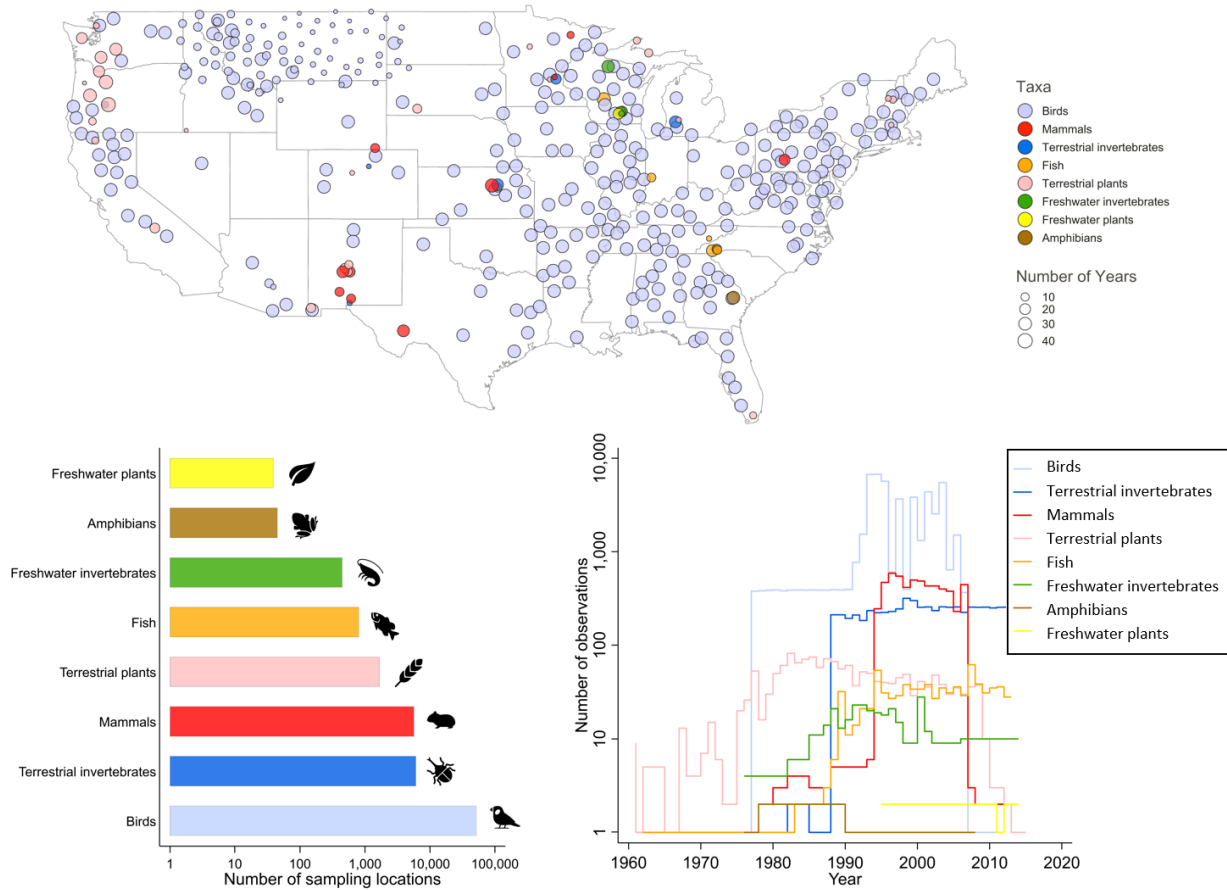 Taxa
Birds
Mammals
Terrestrial invertebrates
Fish
Terrestrial plants
Freshwater invertebrates
Freshwater plants
Amphibians
Number of Years
10
20
30
40
Freshwater plants
Amphibians
Freshwater invertebrates
Fish
Terrestrial plants
Mammals
Terrestrial invertebrates
Birds
1 10 100 1,000 10,000 100,000
Number of sampling locations
Number of observations
10,000
1,000
100
10
1
1960 1970 1980 1990 2000 2010 2020
Year
Birds
Terrestrial invertebrates
Mammals
Terrestrial plants
Fish
Freshwater invertebrates
Amphibians
Freshwater plants